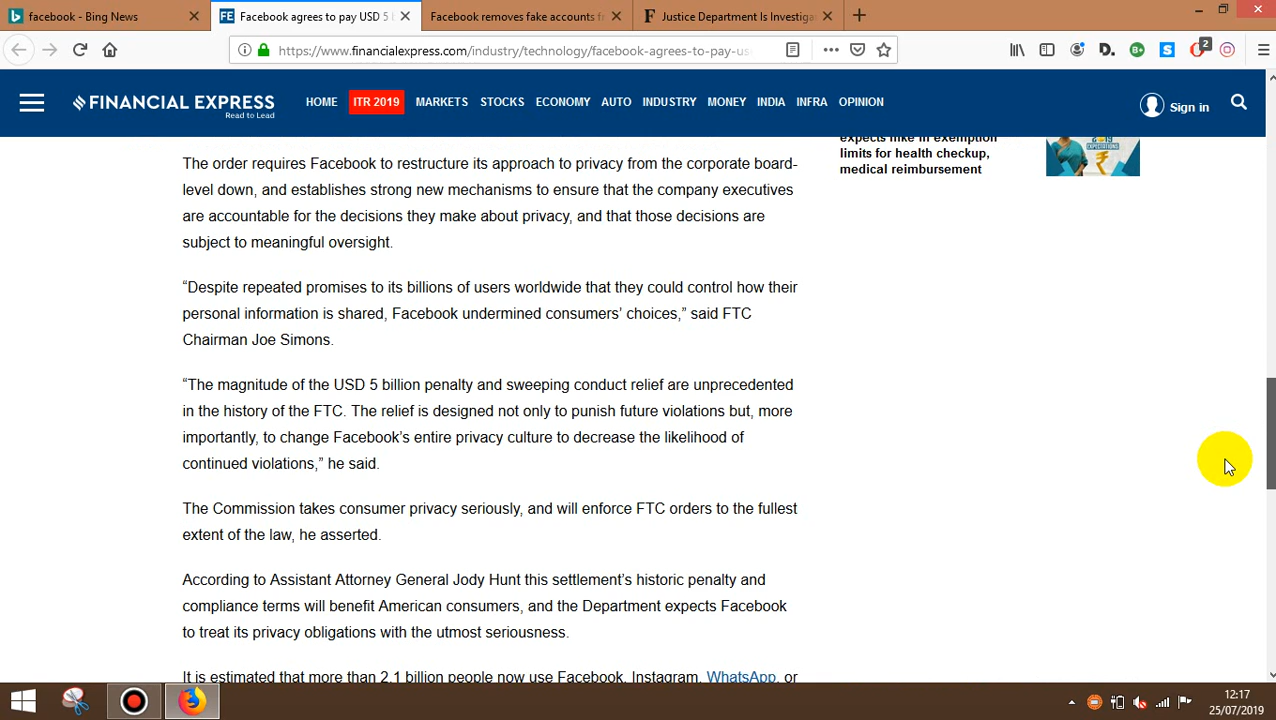 facebook - Bing News
Facebook agrees to pay USD 5
Facebook removes fake accounts f
Justice Department Is Investiga
https://www.financialexpress.com/industry/technology/facebook-agrees-to-pay-us
2
FINANCIAL EXPRESS
Read to Lead
HOME
ITR 2019
MARKETS
STOCKS
ECONOMY
AUTO
INDUSTRY
MONEY
INDIA
INFRA
OPINION
Sign in
The order requires Facebook to restructure its approach to privacy from the corporate board-
level down, and establishes strong new mechanisms to ensure that the company executives
are accountable for the decisions they make about privacy, and that those decisions are
subject to meaningful oversight.
“Despite repeated promises to its billions of users worldwide that they could control how their
personal information is shared, Facebook undermined consumers’ choices,” said FTC
Chairman Joe Simons.
“The magnitude of the USD 5 billion penalty and sweeping conduct relief are unprecedented
in the history of the FTC. The relief is designed not only to punish future violations but, more
importantly, to change Facebook’s entire privacy culture to decrease the likelihood of
continued violations,” he said.
The Commission takes consumer privacy seriously, and will enforce FTC orders to the fullest
extent of the law, he asserted.
According to Assistant Attorney General Jody Hunt this settlement’s historic penalty and
compliance terms will benefit American consumers, and the Department expects Facebook
to treat its privacy obligations with the utmost seriousness.
It is estimated that more than 2.1 billion people now use Facebook, Instagram, WhatsApp, or
expects hike in exemption
limits for health checkup,
medical reimbursement
12:17
25/07/2019